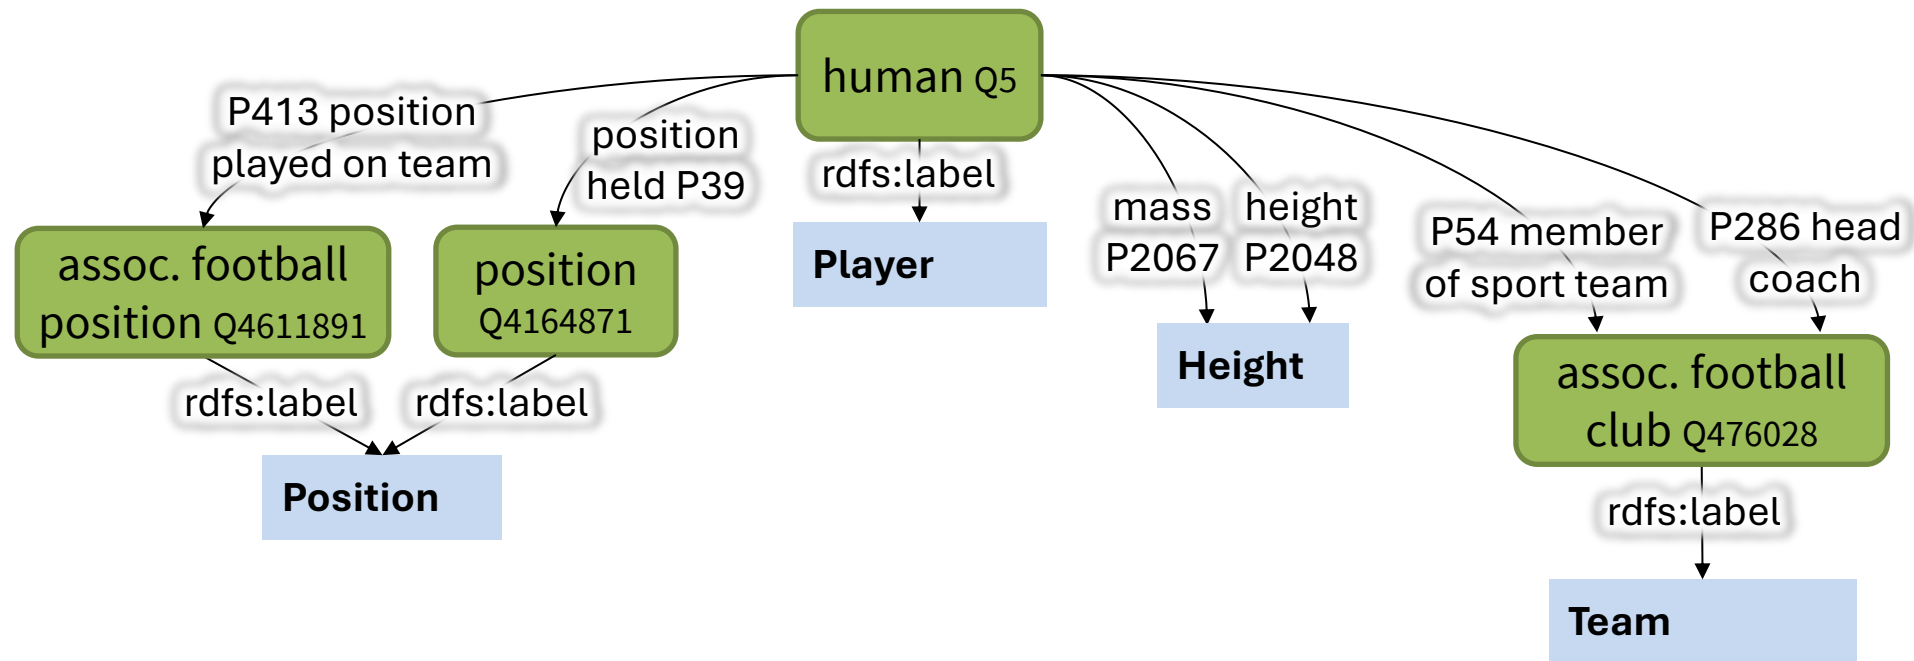 human Q5
P413 position
played on team
position
held P39
rdfs:label
mass
P2067
height
P2048
P54 member
of sport team
P286 head
coach
assoc. football
position Q4611891
position
Q4164871
Player
Height
assoc. football
club Q476028
rdfs:label
rdfs:label
Position
rdfs:label
Team